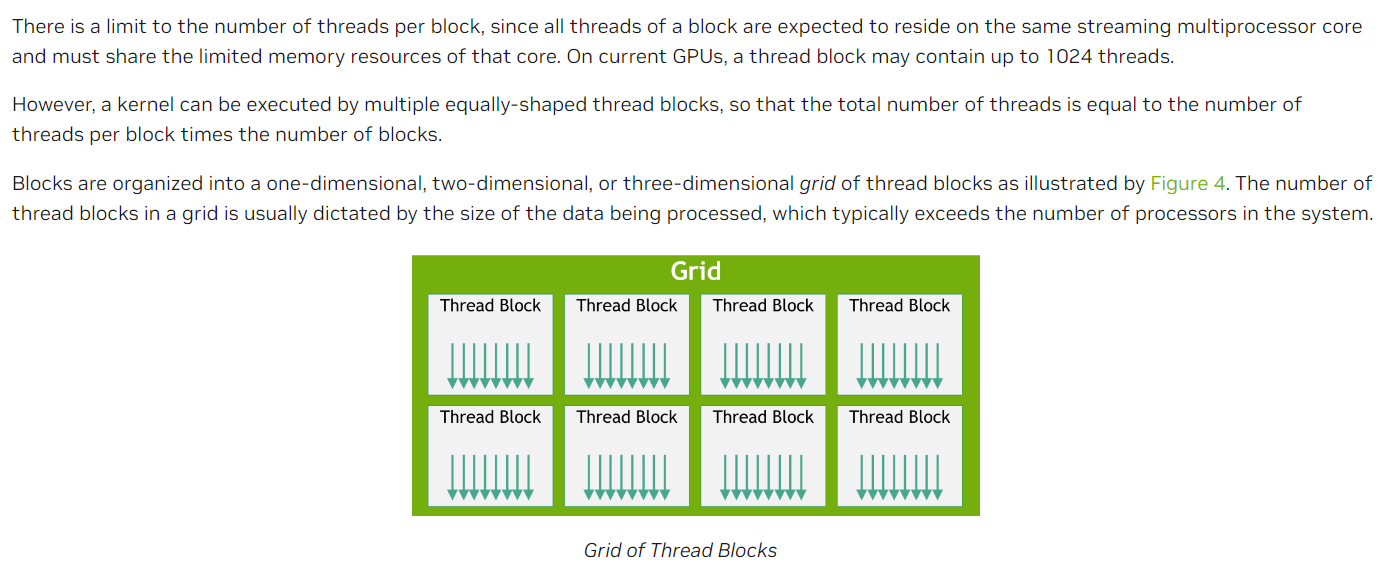 There is a limit to the number of threads per block, since all threads of a block are expected to reside on the same streaming multiprocessor core
and must share the limited memory resources of that core. On current GPUs, a thread block may contain up to 1024 threads.
However, a kernel can be executed by multiple equally-shaped thread blocks, so that the total number of threads is equal to the number of
threads per block times the number of blocks.
Blocks are organized into a one-dimensional, two-dimensional, or three-dimensional grid of thread blocks as illustrated by Figure 4. The number of
thread blocks in a grid is usually dictated by the size of the data being processed, which typically exceeds the number of processors in the system.
Grid
Thread Block Thread Block Thread Block Thread Block
Thread Block Thread Block Thread Block Thread Block
Grid of Thread Blocks